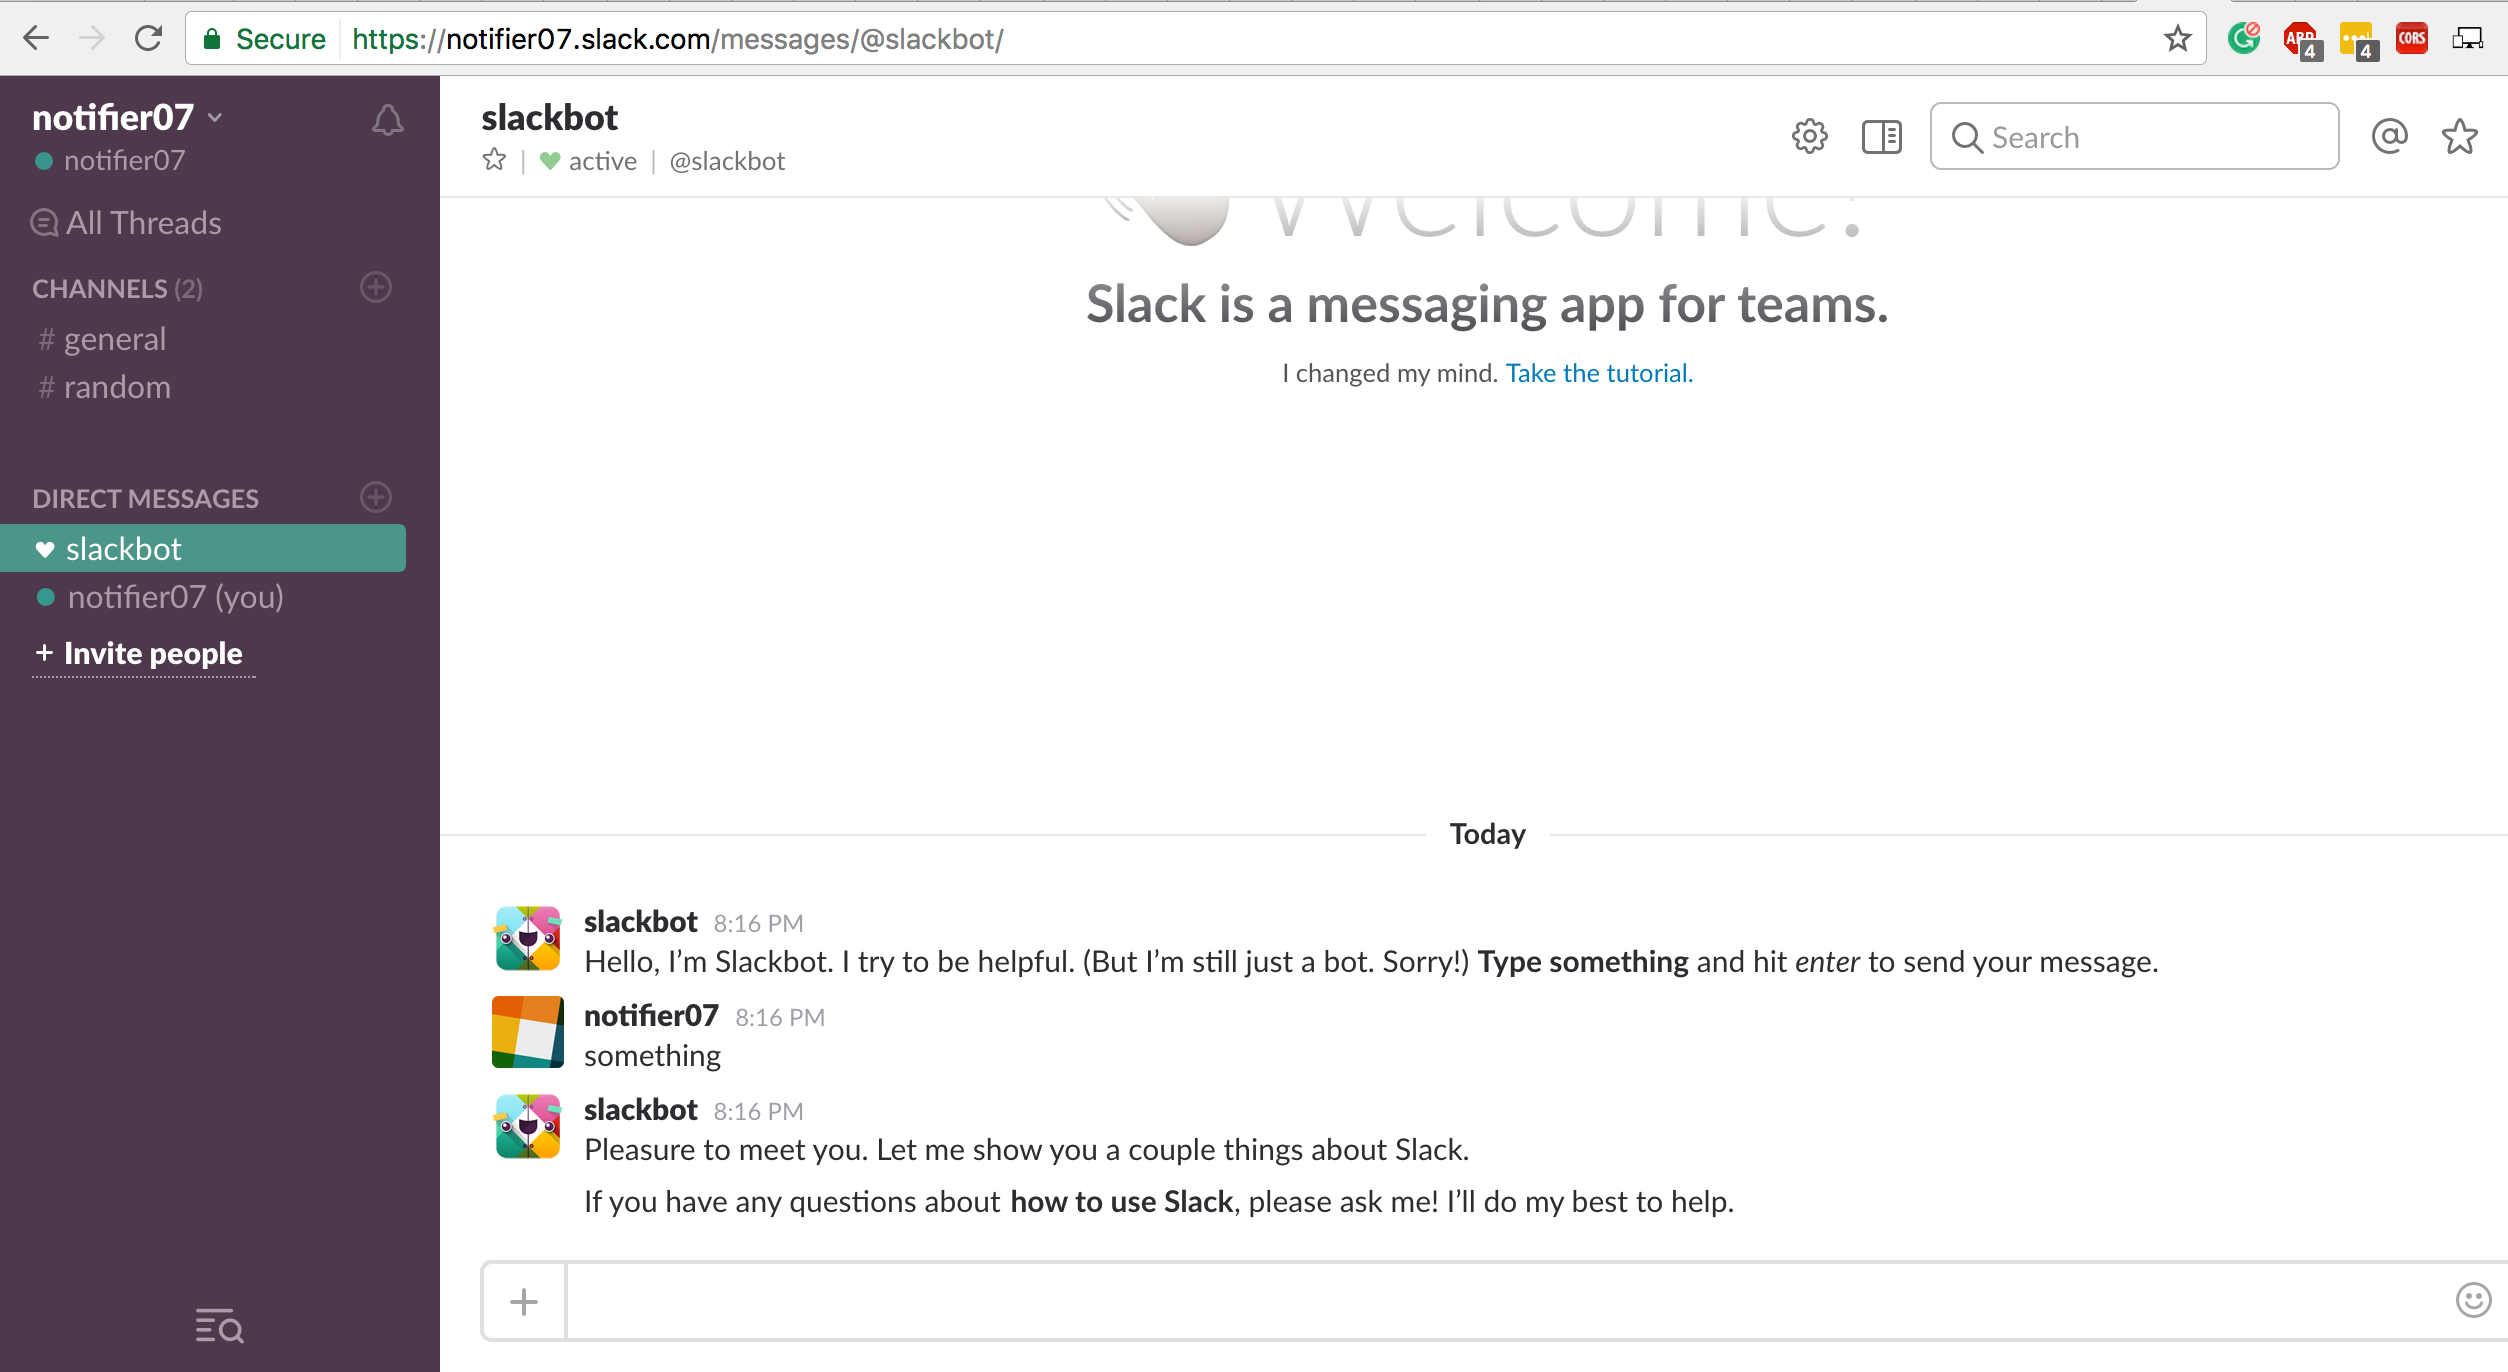 Secure https://notifier07.slack.com/messages/@slackbot/
ABP 4 4 CORS
notifier07
notifier07
All Threads
CHANNELS (2)
# general
# random
DIRECT MESSAGES
slackbot
notifier07 (you)
+ Invite people
slackbot
active | @slackbot
Search
Welcome!
Slack is a messaging app for teams.
I changed my mind. Take the tutorial.
Today
slackbot 8:16 PM
Hello, I’m Slackbot. I try to be helpful. (But I’m still just a bot. Sorry!) Type something and hit enter to send your message.
notifier07 8:16 PM
something
slackbot 8:16 PM
Pleasure to meet you. Let me show you a couple things about Slack.
If you have any questions about how to use Slack, please ask me! I’ll do my best to help.